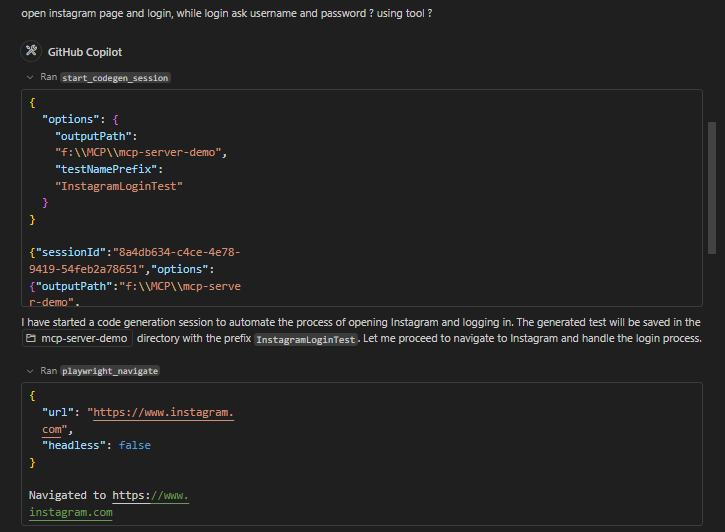 open instagram page and login, while login ask username and password ? using tool ?
GitHub Copilot
Ran start_codegen_session
{
"options": {
"outputPath":
"f:\\MCP\\mcp-server-demo",
"testNamePrefix":
"InstagramLoginTest"
}
}
{"sessionId":"8a4db634-c4ce-4e78-
9419-54feb2a78651","options":
{"outputPath":"f:\\MCP\\mcp-serve
r-demo".
I have started a code generation session to automate the process of opening Instagram and logging in. The generated test will be saved in the
mcp-server-demo directory with the prefix InstagramLoginTest. Let me proceed to navigate to Instagram and handle the login process.
Ran playwright_navigate
{
"url": "https://www.instagram.
com",
"headless": false
}
Navigated to https://www.
instagram.com